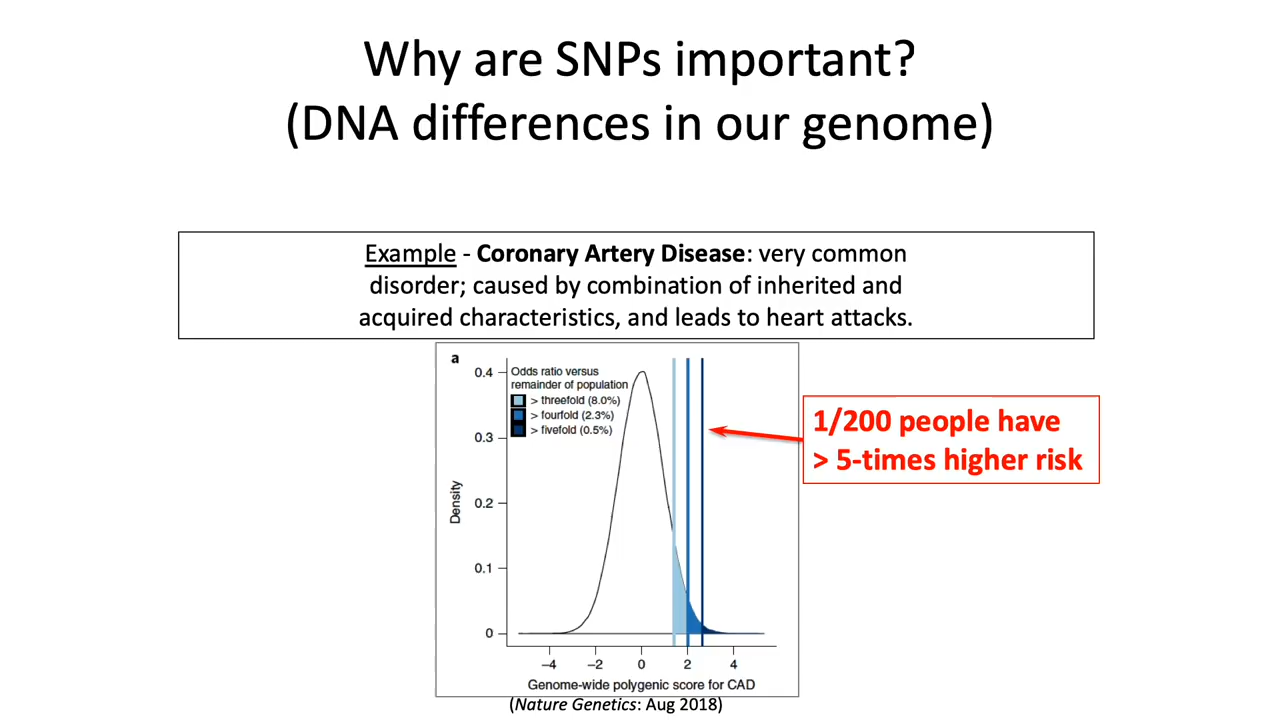 Why are SNPs important?
(DNA differences in our genome)
Example - Coronary Artery Disease: very common
disorder; caused by combination of inherited and
acquired characteristics, and leads to heart attacks.
a
Odds ratio versus
remainder of population
> threefold (8.0%)
> fourfold (2.3%)
> fivefold (0.5%)
0.4
0.3
0.2
0.1
0
Density
−4 −2 0 2 4
Genome-wide polygenic score for CAD
1/200 people have
> 5-times higher risk
(Nature Genetics: Aug 2018)